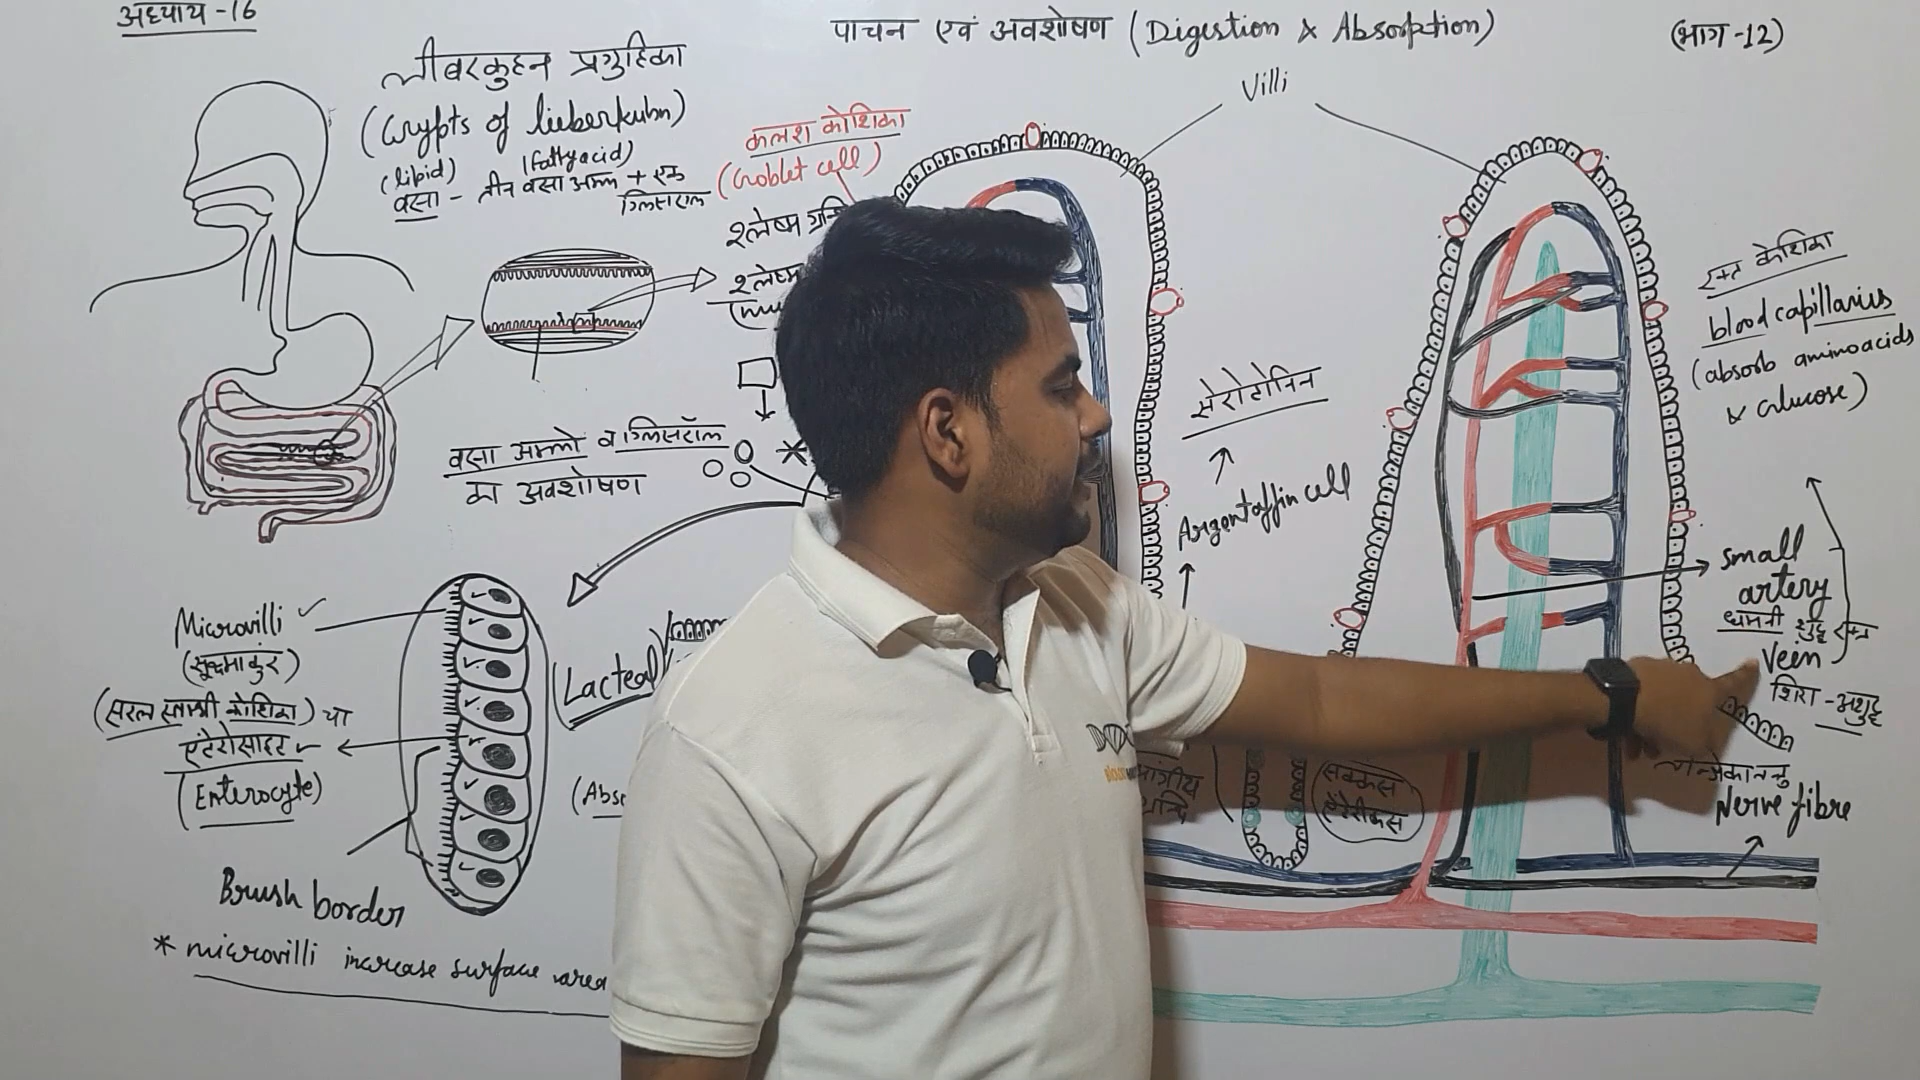 अध्याय -16
पाचन एवं अवशोषण (Digestion & Absorption)
(भाग -12)
लीबरकुहन प्रगुहिका
(Crypts of lieberkuhn)
(lipid) (fatty acid)
वसा - तीन वसा अम्ल + एक
ग्लिसराल
कलश कोशिका
(Goblet cell)
श्लेष्म
श्लेष्म
Villi
रक्त केशिका
blood capillaries
(absorb aminoacids
& Glucose)
सेरोटोनिन
Argentaffin cell
वसा अम्लो व ग्लिसरॉल
का अवशोषण
*
small
artery
धमनी शुद्ध रक्त
Vein
शिरा - अशुद्ध
Nerve fibre
Lacteal
Microvilli ✓
(सूक्ष्मांकुर)
(सरल स्तम्भी कोशिका) या
एंटेरोसाइट
(Enterocyte)
Brush border
* microvilli increase surface area